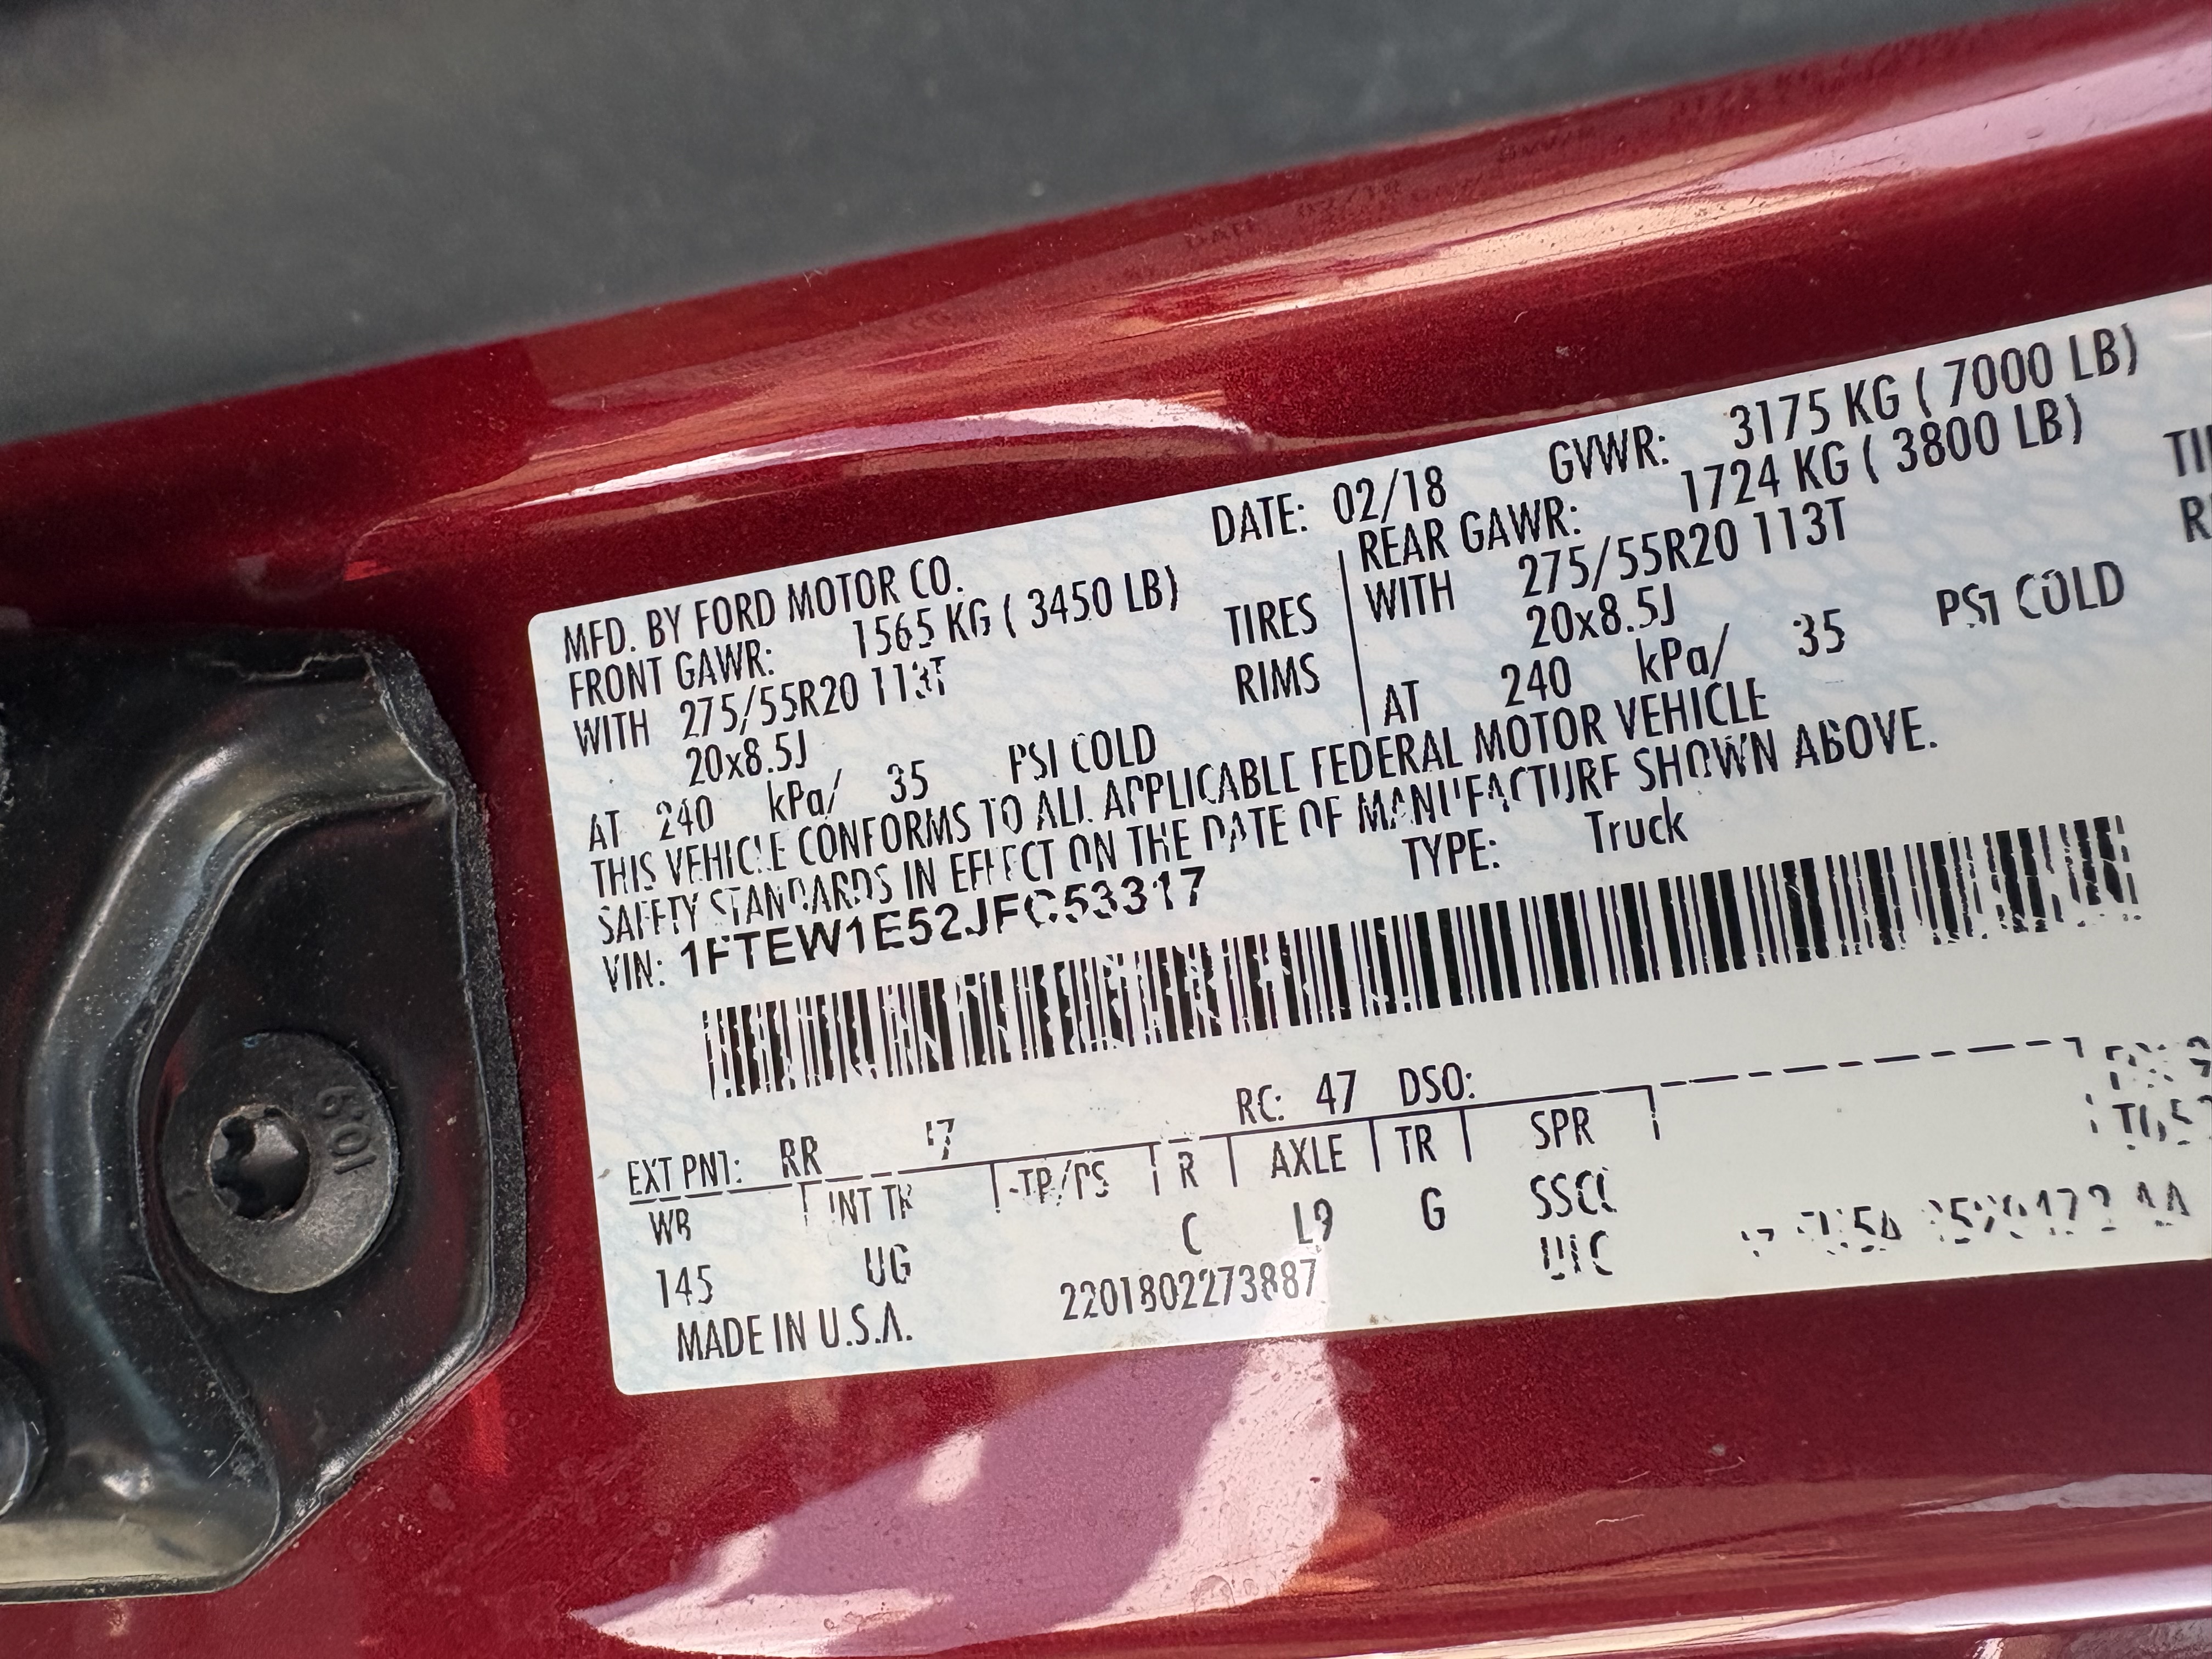 MFD. BY FORD MOTOR CO. DATE: 02/18 GVWR: 3175 KG ( 7000 LB)
FRONT GAWR: 1565 KG ( 3450 LB) REAR GAWR: 1724 KG ( 3800 LB)
WITH 275/55R20 113T TIRES WITH 275/55R20 113T
20x8.5J RIMS 20x8.5J
AT 240 kPa/ 35 PSI COLD AT 240 kPa/ 35 PSI COLD
THIS VEHICLE CONFORMS TO ALL APPLICABLE FEDERAL MOTOR VEHICLE
SAFETY STANDARDS IN EFFECT ON THE DATE OF MANUFACTURE SHOWN ABOVE.
VIN: 1FTEW1E52JFC53317 TYPE: Truck
EXT PNT: RR RC: 47 DSO:
WB INT TR TP/PS R AXLE TR SPR
145 UG C L9 G
MADE IN U.S.A. 2201802273887
10.9